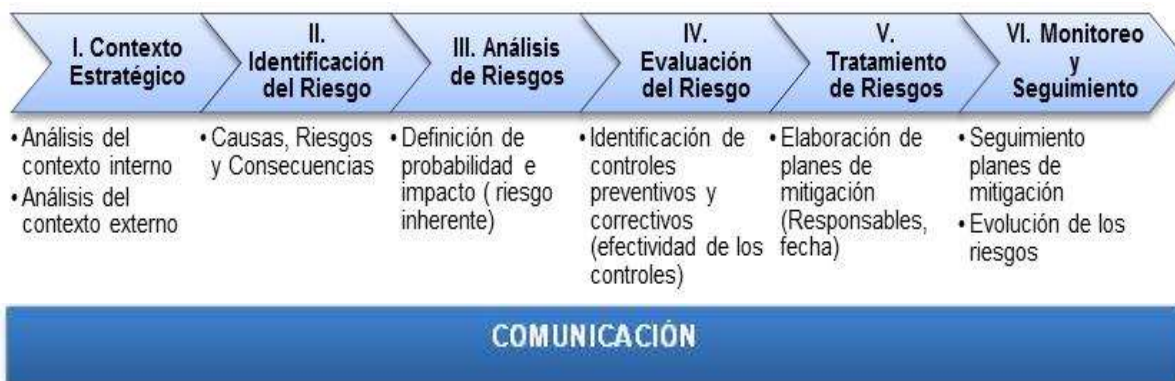 I. Contexto
Estratégico
• Análisis del
contexto interno
• Análisis del
contexto externo
II.
Identificación
del Riesgo
• Causas, Riesgos
y Consecuencias
III. Análisis
de Riesgos
• Definición de
probabilidad e
impacto ( riesgo
inherente)
IV.
Evaluación
del Riesgo
• Identificación de
controles
preventivos y
correctivos
(efectividad de los
controles)
V.
Tratamiento
de Riesgos
• Elaboración de
planes de
mitigación
(Responsables,
fecha)
VI. Monitoreo
y
Seguimiento
• Seguimiento
planes de
mitigación
• Evolución de los
riesgos
COMUNICACIÓN